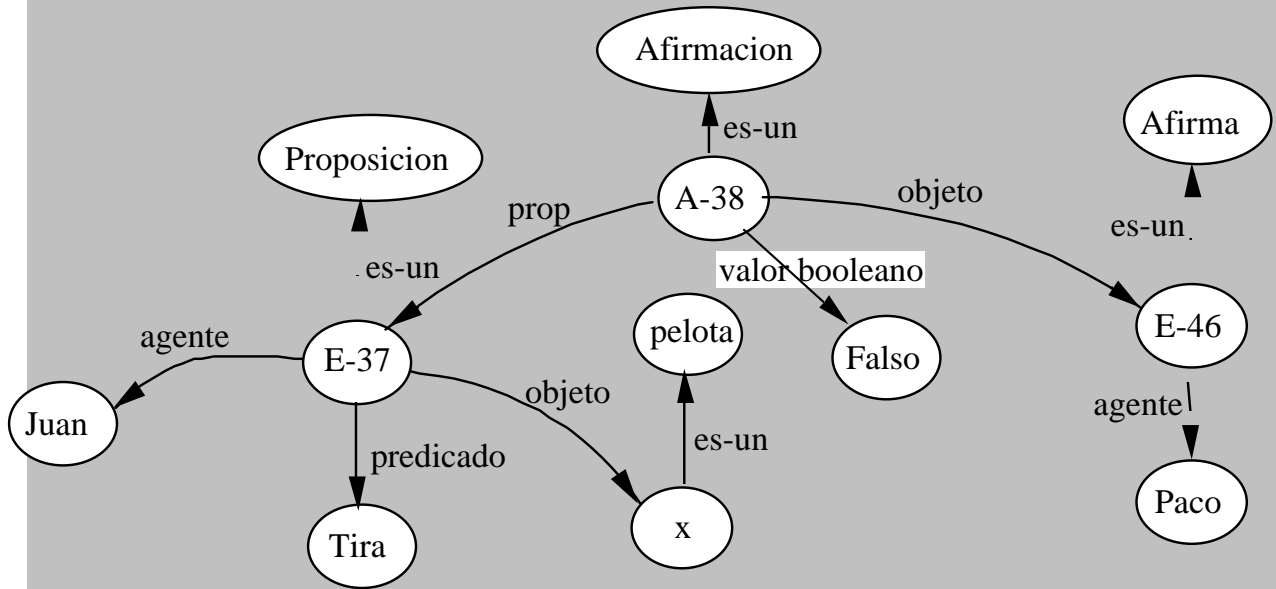 Afirmacion
Afirma
es-un
Proposicion
A-38
objeto
prop
es-un
es-un
valor booleano
pelota
E-46
agente
E-37
Falso
objeto
agente
Juan
es-un
predicado
Paco
x
Tira